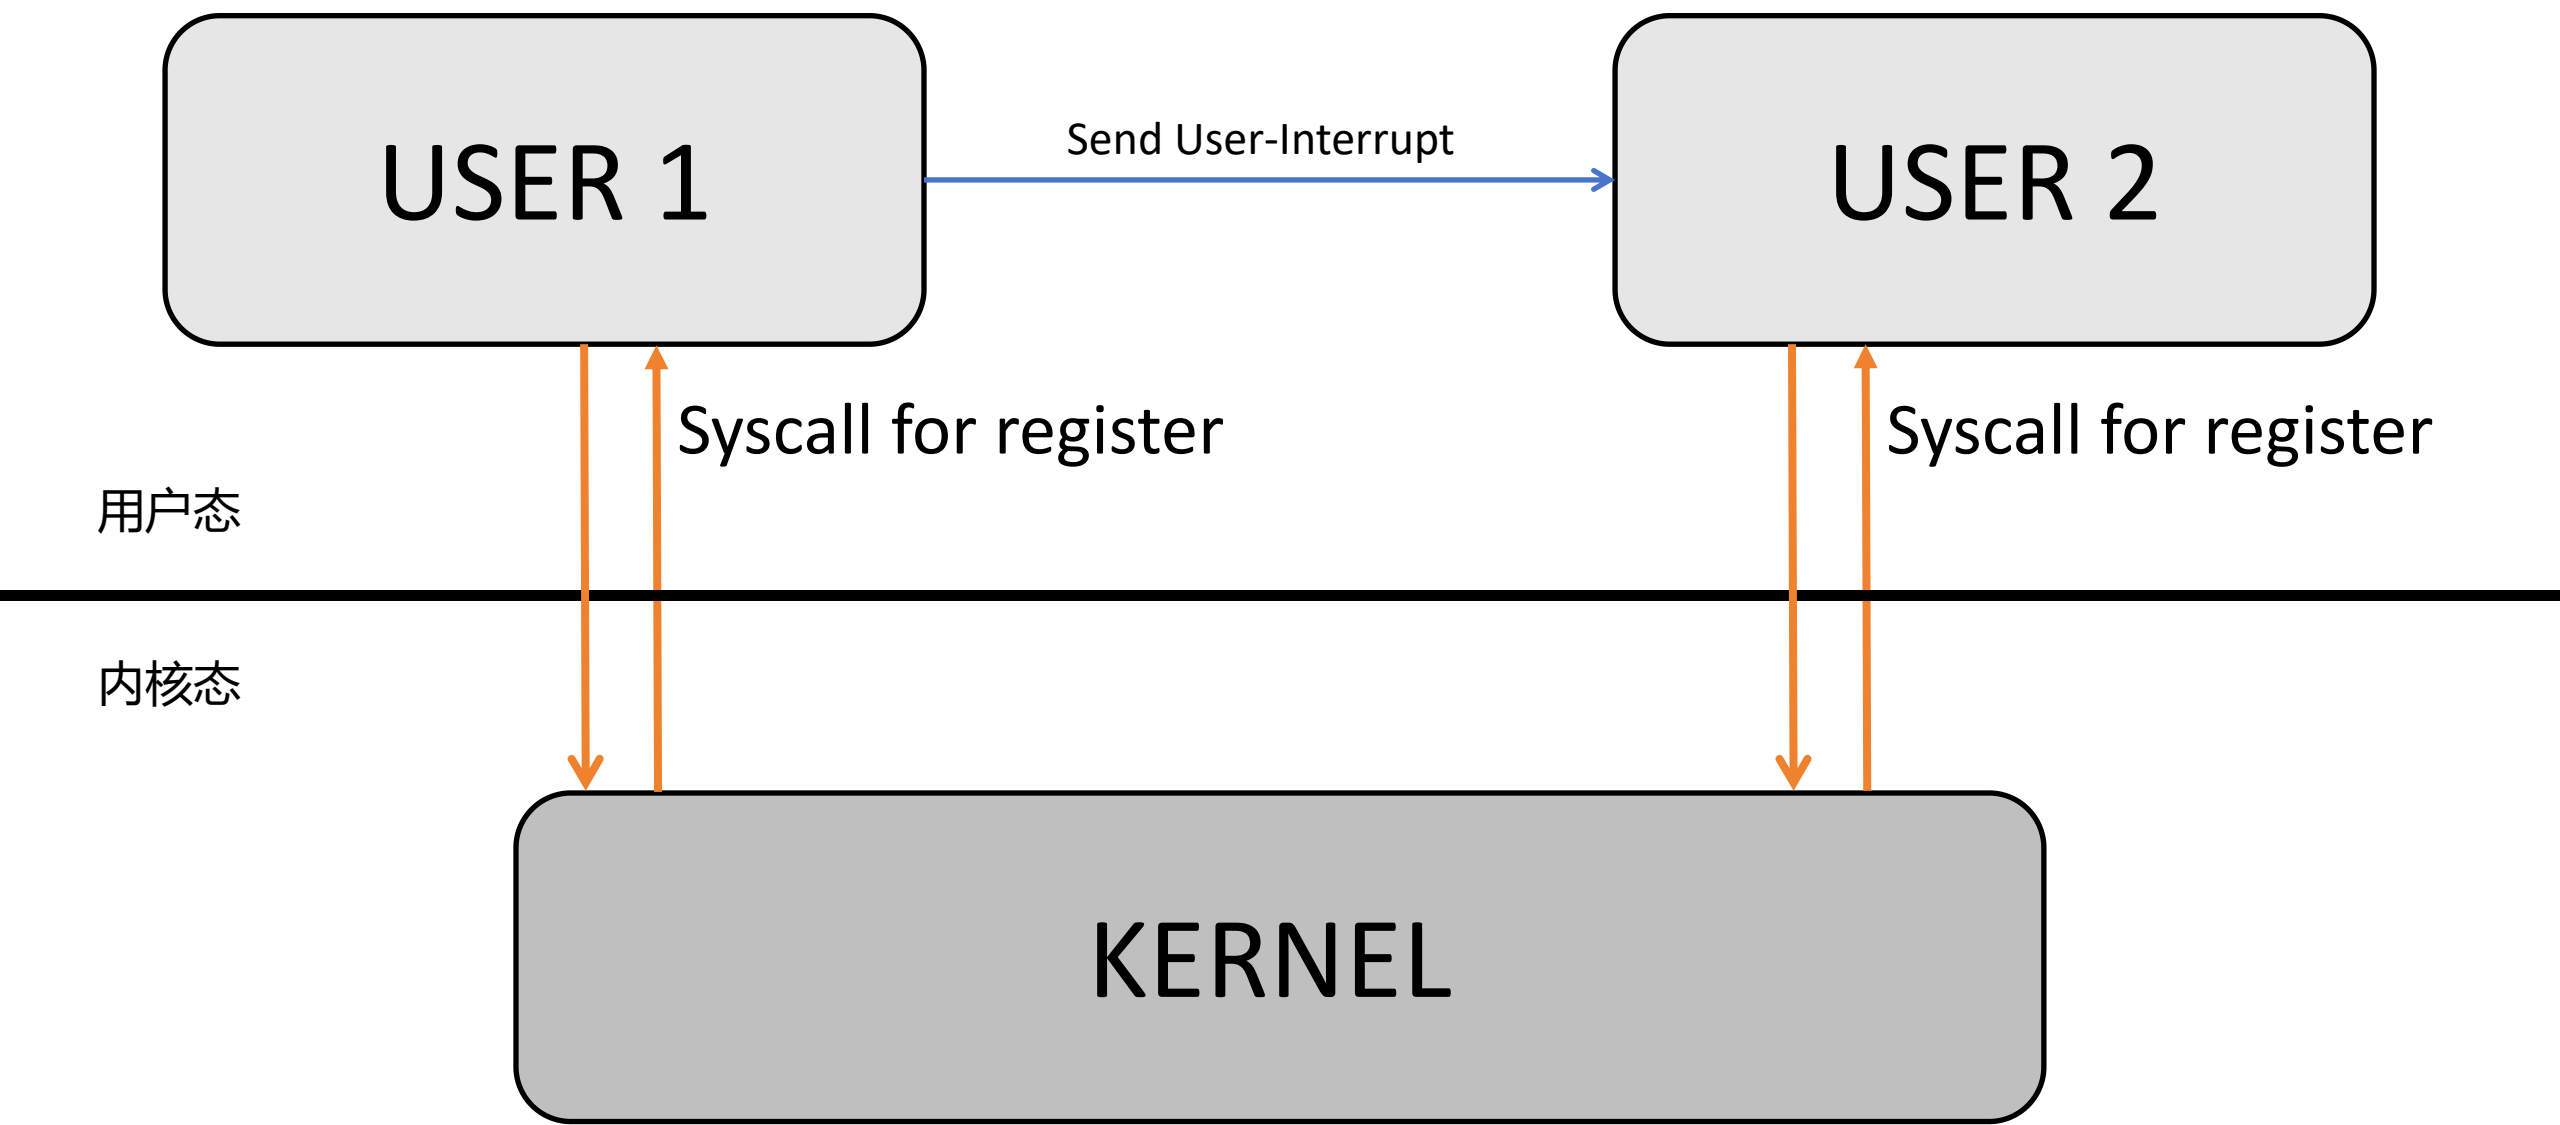 USER 1
Send User-Interrupt
USER 2
Syscall for register
Syscall for register
用户态
内核态
KERNEL